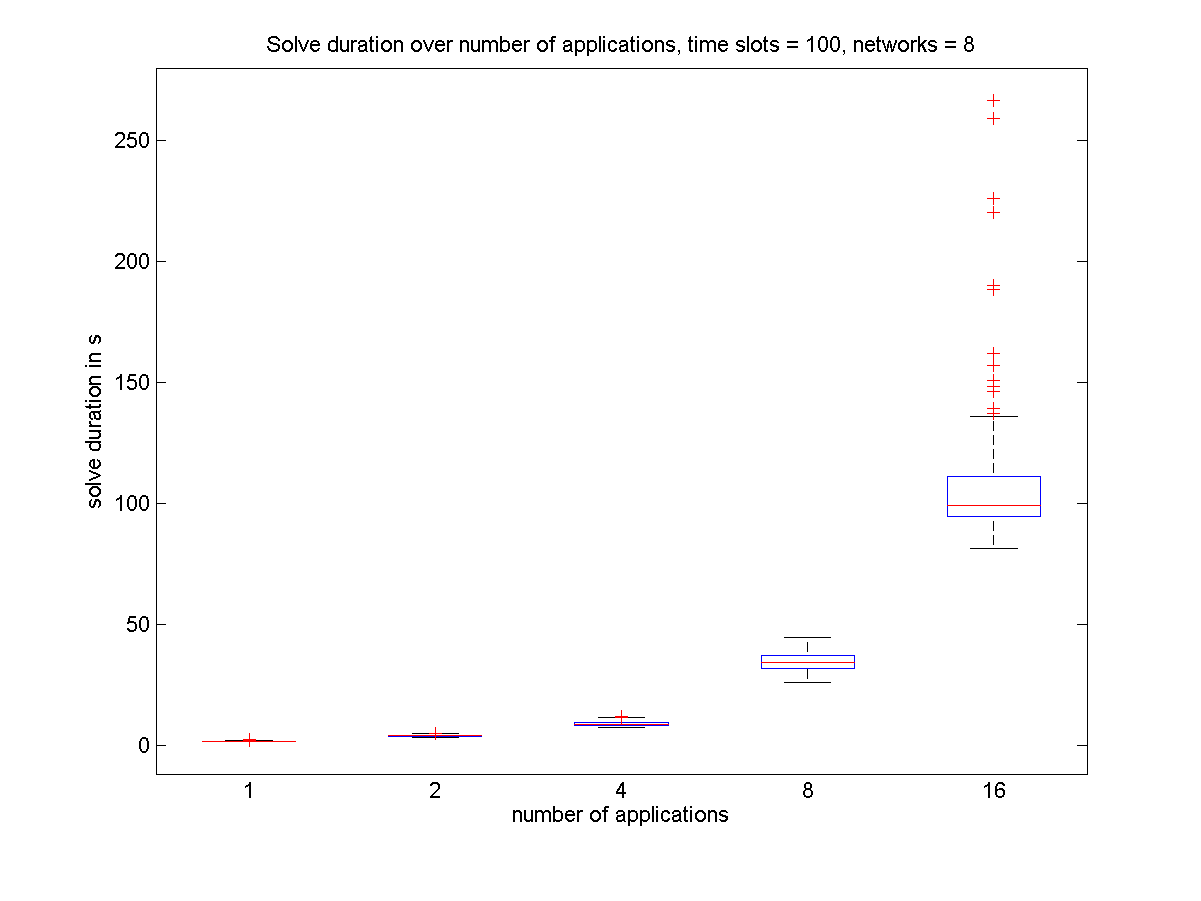 Solve duration over number of applications, time slots = 100, networks = 8
250
200
150
100
50
0
solve duration in s
1 2 4 8 16
number of applications